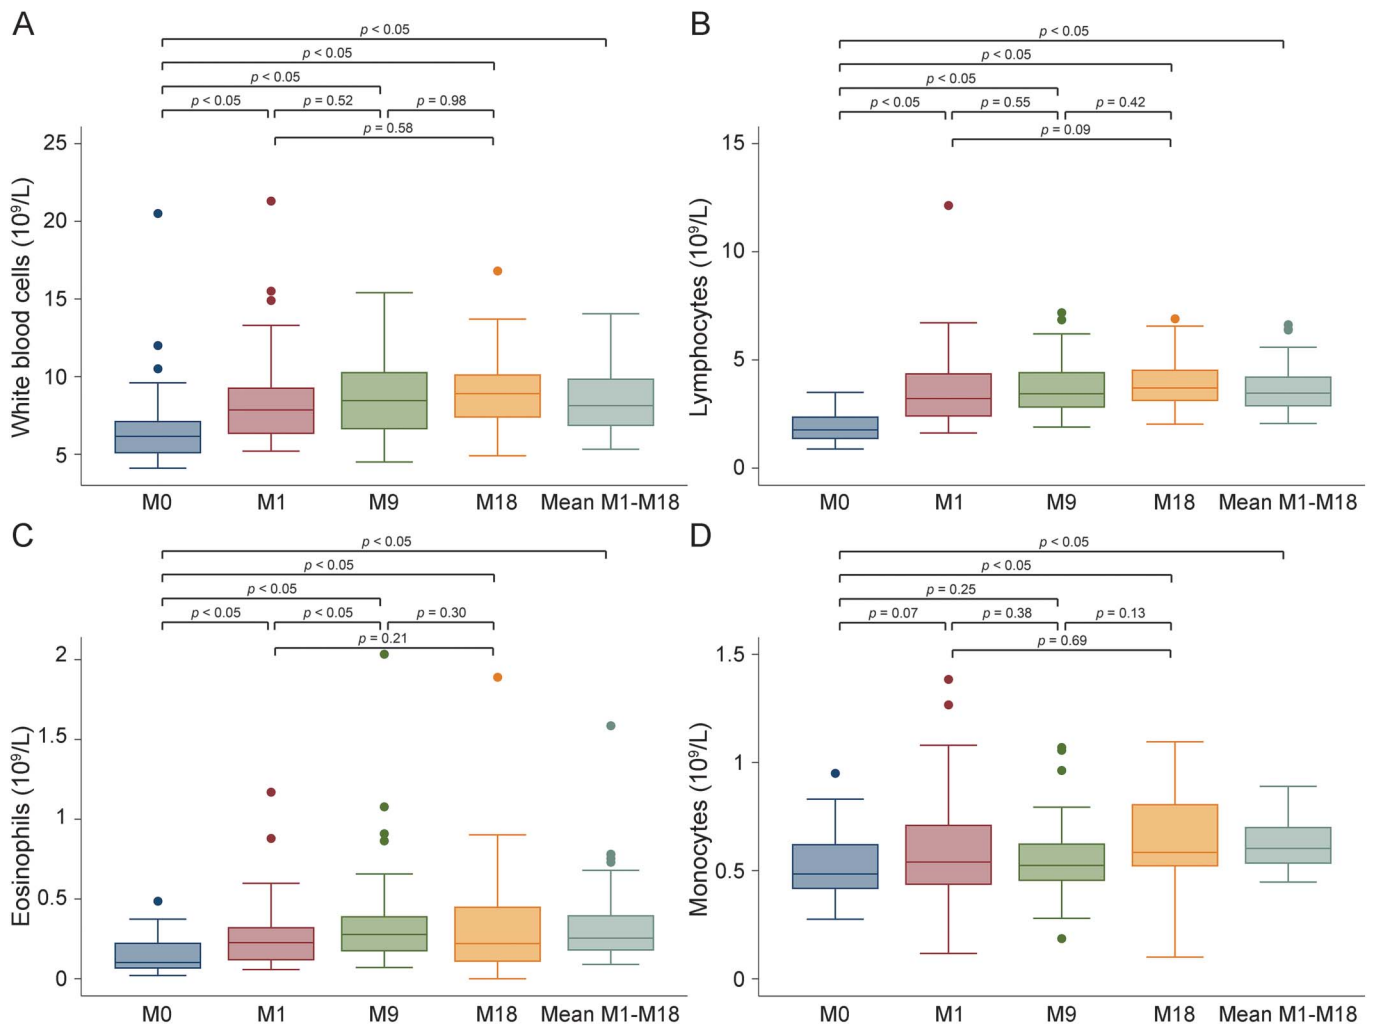 A
p < 0.05
p < 0.05
p < 0.05
p < 0.05 p = 0.52 p = 0.98
p = 0.58
25
20
15
10
5
White blood cells (10⁹/L)
M0 M1 M9 M18 Mean M1-M18
B
p < 0.05
p < 0.05
p < 0.05
p < 0.05 p = 0.55 p = 0.42
p = 0.09
15
10
5
0
Lymphocytes (10⁹/L)
M0 M1 M9 M18 Mean M1-M18
C
p < 0.05
p < 0.05
p < 0.05
p < 0.05 p < 0.05 p = 0.30
p = 0.21
2
1.5
1
0.5
0
Eosinophils (10⁹/L)
M0 M1 M9 M18 Mean M1-M18
D
p < 0.05
p < 0.05
p = 0.25
p = 0.07 p = 0.38 p = 0.13
p = 0.69
1.5
1
0.5
0
Monocytes (10⁹/L)
M0 M1 M9 M18 Mean M1-M18